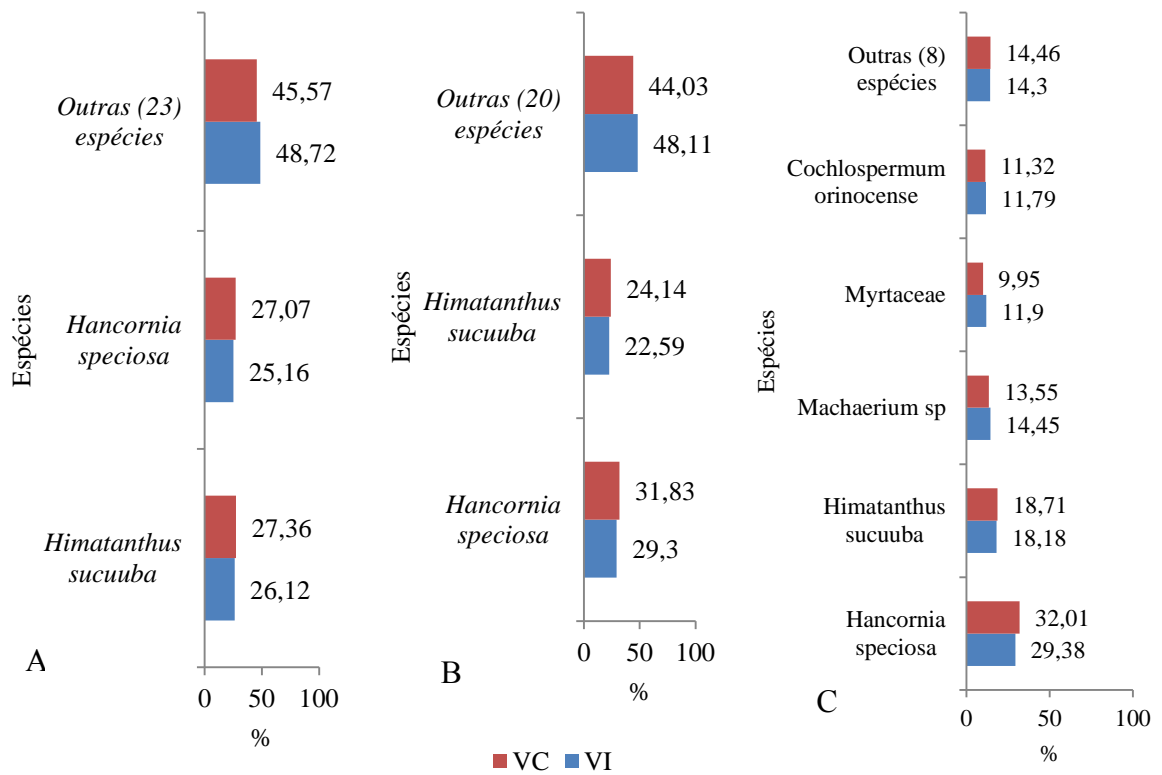 Espécies
Outras (23)
espécies
45,57
48,72
Hancornia
speciosa
27,07
25,16
Himatanthus
sucuuba
27,36
26,12
A
0 50 100
%
Espécies
Outras (20)
espécies
44,03
48,11
Himatanthus
sucuuba
24,14
22,59
Hancornia
speciosa
31,83
29,3
B
0 50 100
%
Espécies
Outras (8)
espécies
14,46
14,3
Cochlospermum
orinocense
11,32
11,79
Myrtaceae
9,95
11,9
Machaerium sp
13,55
14,45
Himatanthus
sucuuba
18,71
18,18
Hancornia
speciosa
32,01
29,38
C
0 50 100
%
VC VI